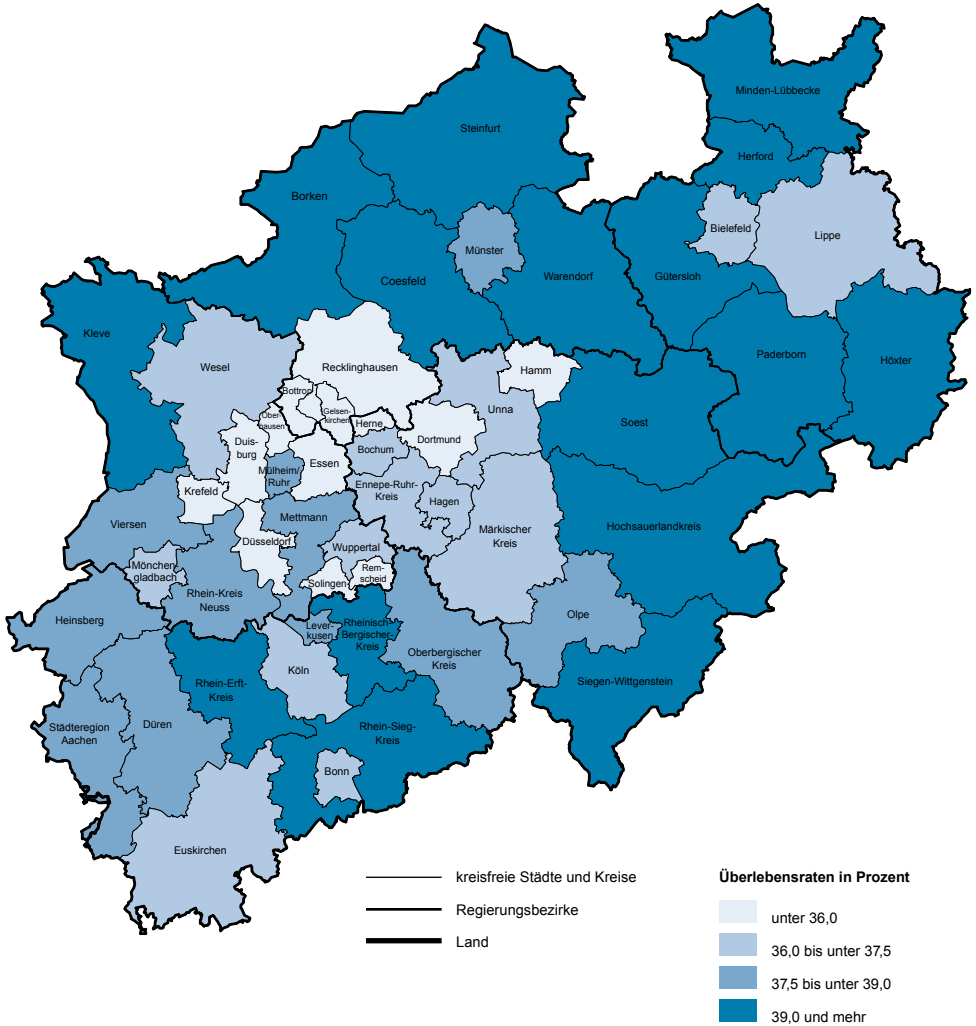 Minden-Lübbecke
Steinfurt
Herford
Borken
Bielefeld
Lippe
Münster
Coesfeld
Warendorf
Gütersloh
Kleve
Paderborn
Höxter
Wesel
Recklinghausen
Hamm
Bottrop
Unna
Gelsen-
kirchen
Ober-
hausen
Herne
Soest
Dortmund
Duis-
burg
Bochum
Essen
Mülheim/
Ruhr
Ennepe-Ruhr-
Kreis
Krefeld
Hagen
Viersen
Mettmann
Märkischer
Kreis
Hochsauerlandkreis
Düsseldorf
Wuppertal
Mönchen-
gladbach
Rem-
scheid
Solingen
Rhein-Kreis
Neuss
Heinsberg
Olpe
Lever-
kusen
Rheinisch-
Bergischer-
Kreis
Oberbergischer
Kreis
Köln
Rhein-Erft-
Kreis
Siegen-Wittgenstein
Städteregion
Aachen
Düren
Rhein-Sieg-
Kreis
Bonn
Euskirchen
kreisfreie Städte und Kreise
Regierungsbezirke
Land
Überlebensraten in Prozent
unter 36,0
36,0 bis unter 37,5
37,5 bis unter 39,0
39,0 und mehr